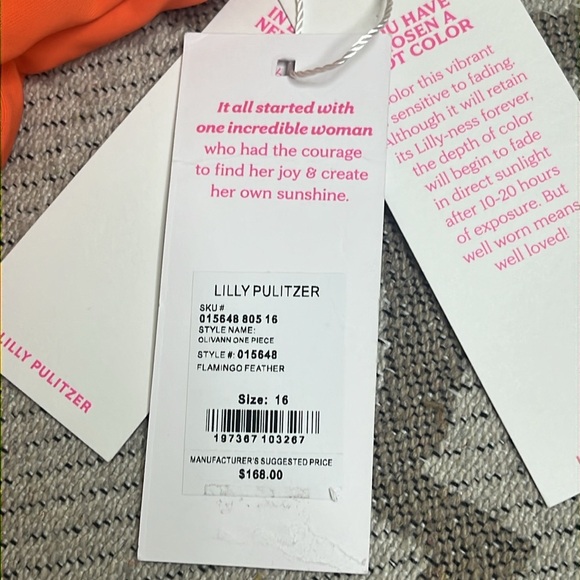 It all started with
one incredible woman
who had the courage
to find her joy & create
her own sunshine.
LILLY PULITZER
SKU #
015648 805 16
STYLE NAME:
OLIVANN ONE PIECE
STYLE #: 015648
FLAMINGO FEATHER
Size: 16
197367 103267
MANUFACTURER'S SUGGESTED PRICE
$168.00
LILLY PULITZER
IN
NE
U HAVE
OSEN A
OT COLOR
olor this vibrant
sensitive to fading.
lthough it will retain
its Lilly-ness forever,
the depth of color
will begin to fade
in direct sunlight
after 10-20 hours
of exposure. But
well worn means
well loved!